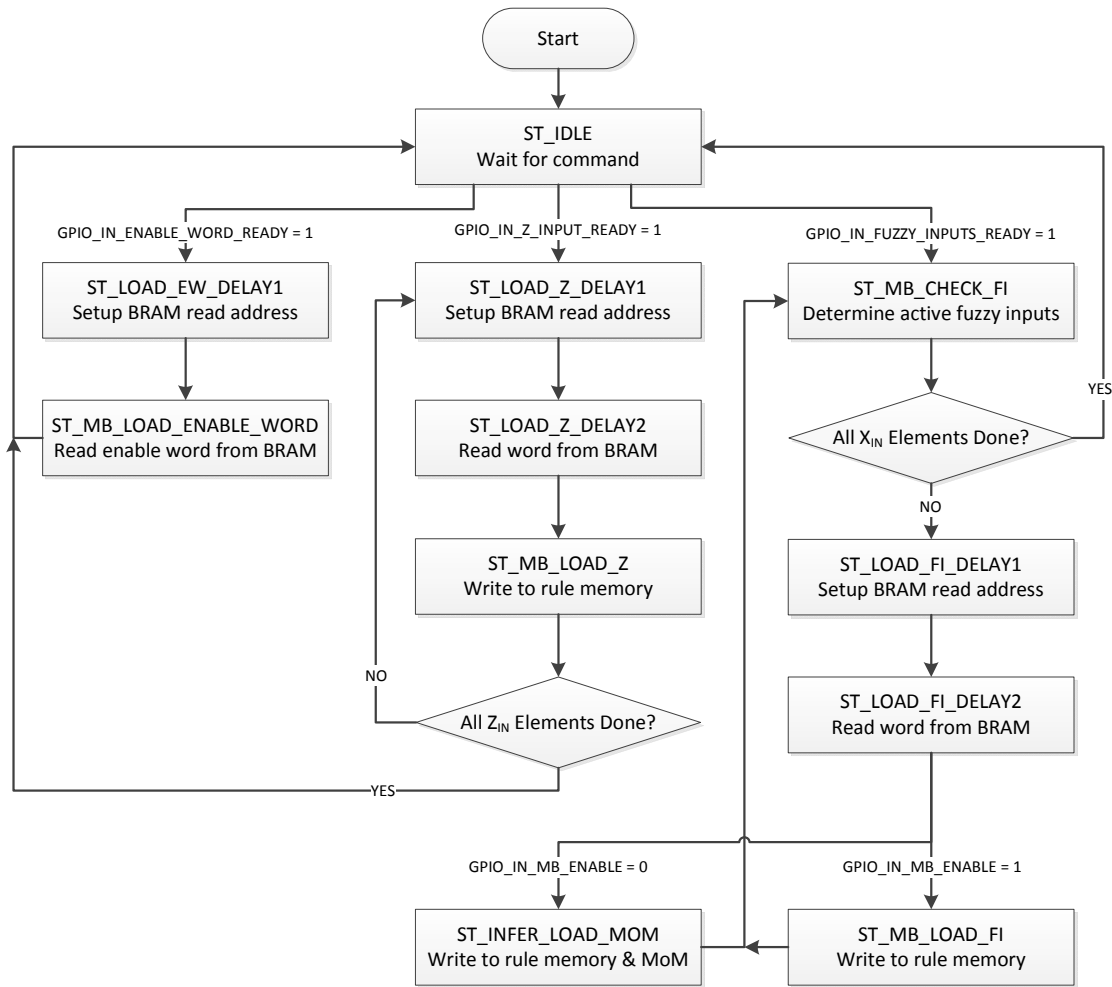 Start
ST_IDLE
Wait for command
GPIO_IN_ENABLE_WORD_READY = 1
GPIO_IN_Z_INPUT_READY = 1
GPIO_IN_FUZZY_INPUTS_READY = 1
ST_LOAD_EW_DELAY1
Setup BRAM read address
ST_LOAD_Z_DELAY1
Setup BRAM read address
ST_MB_CHECK_FI
Determine active fuzzy inputs
YES
ST_MB_LOAD_ENABLE_WORD
Read enable word from BRAM
ST_LOAD_Z_DELAY2
Read word from BRAM
All XIN Elements Done?
NO
ST_MB_LOAD_Z
Write to rule memory
ST_LOAD_FI_DELAY1
Setup BRAM read address
NO
All ZIN Elements Done?
ST_LOAD_FI_DELAY2
Read word from BRAM
YES
GPIO_IN_MB_ENABLE = 0
GPIO_IN_MB_ENABLE = 1
ST_INFER_LOAD_MOM
Write to rule memory & MoM
ST_MB_LOAD_FI
Write to rule memory